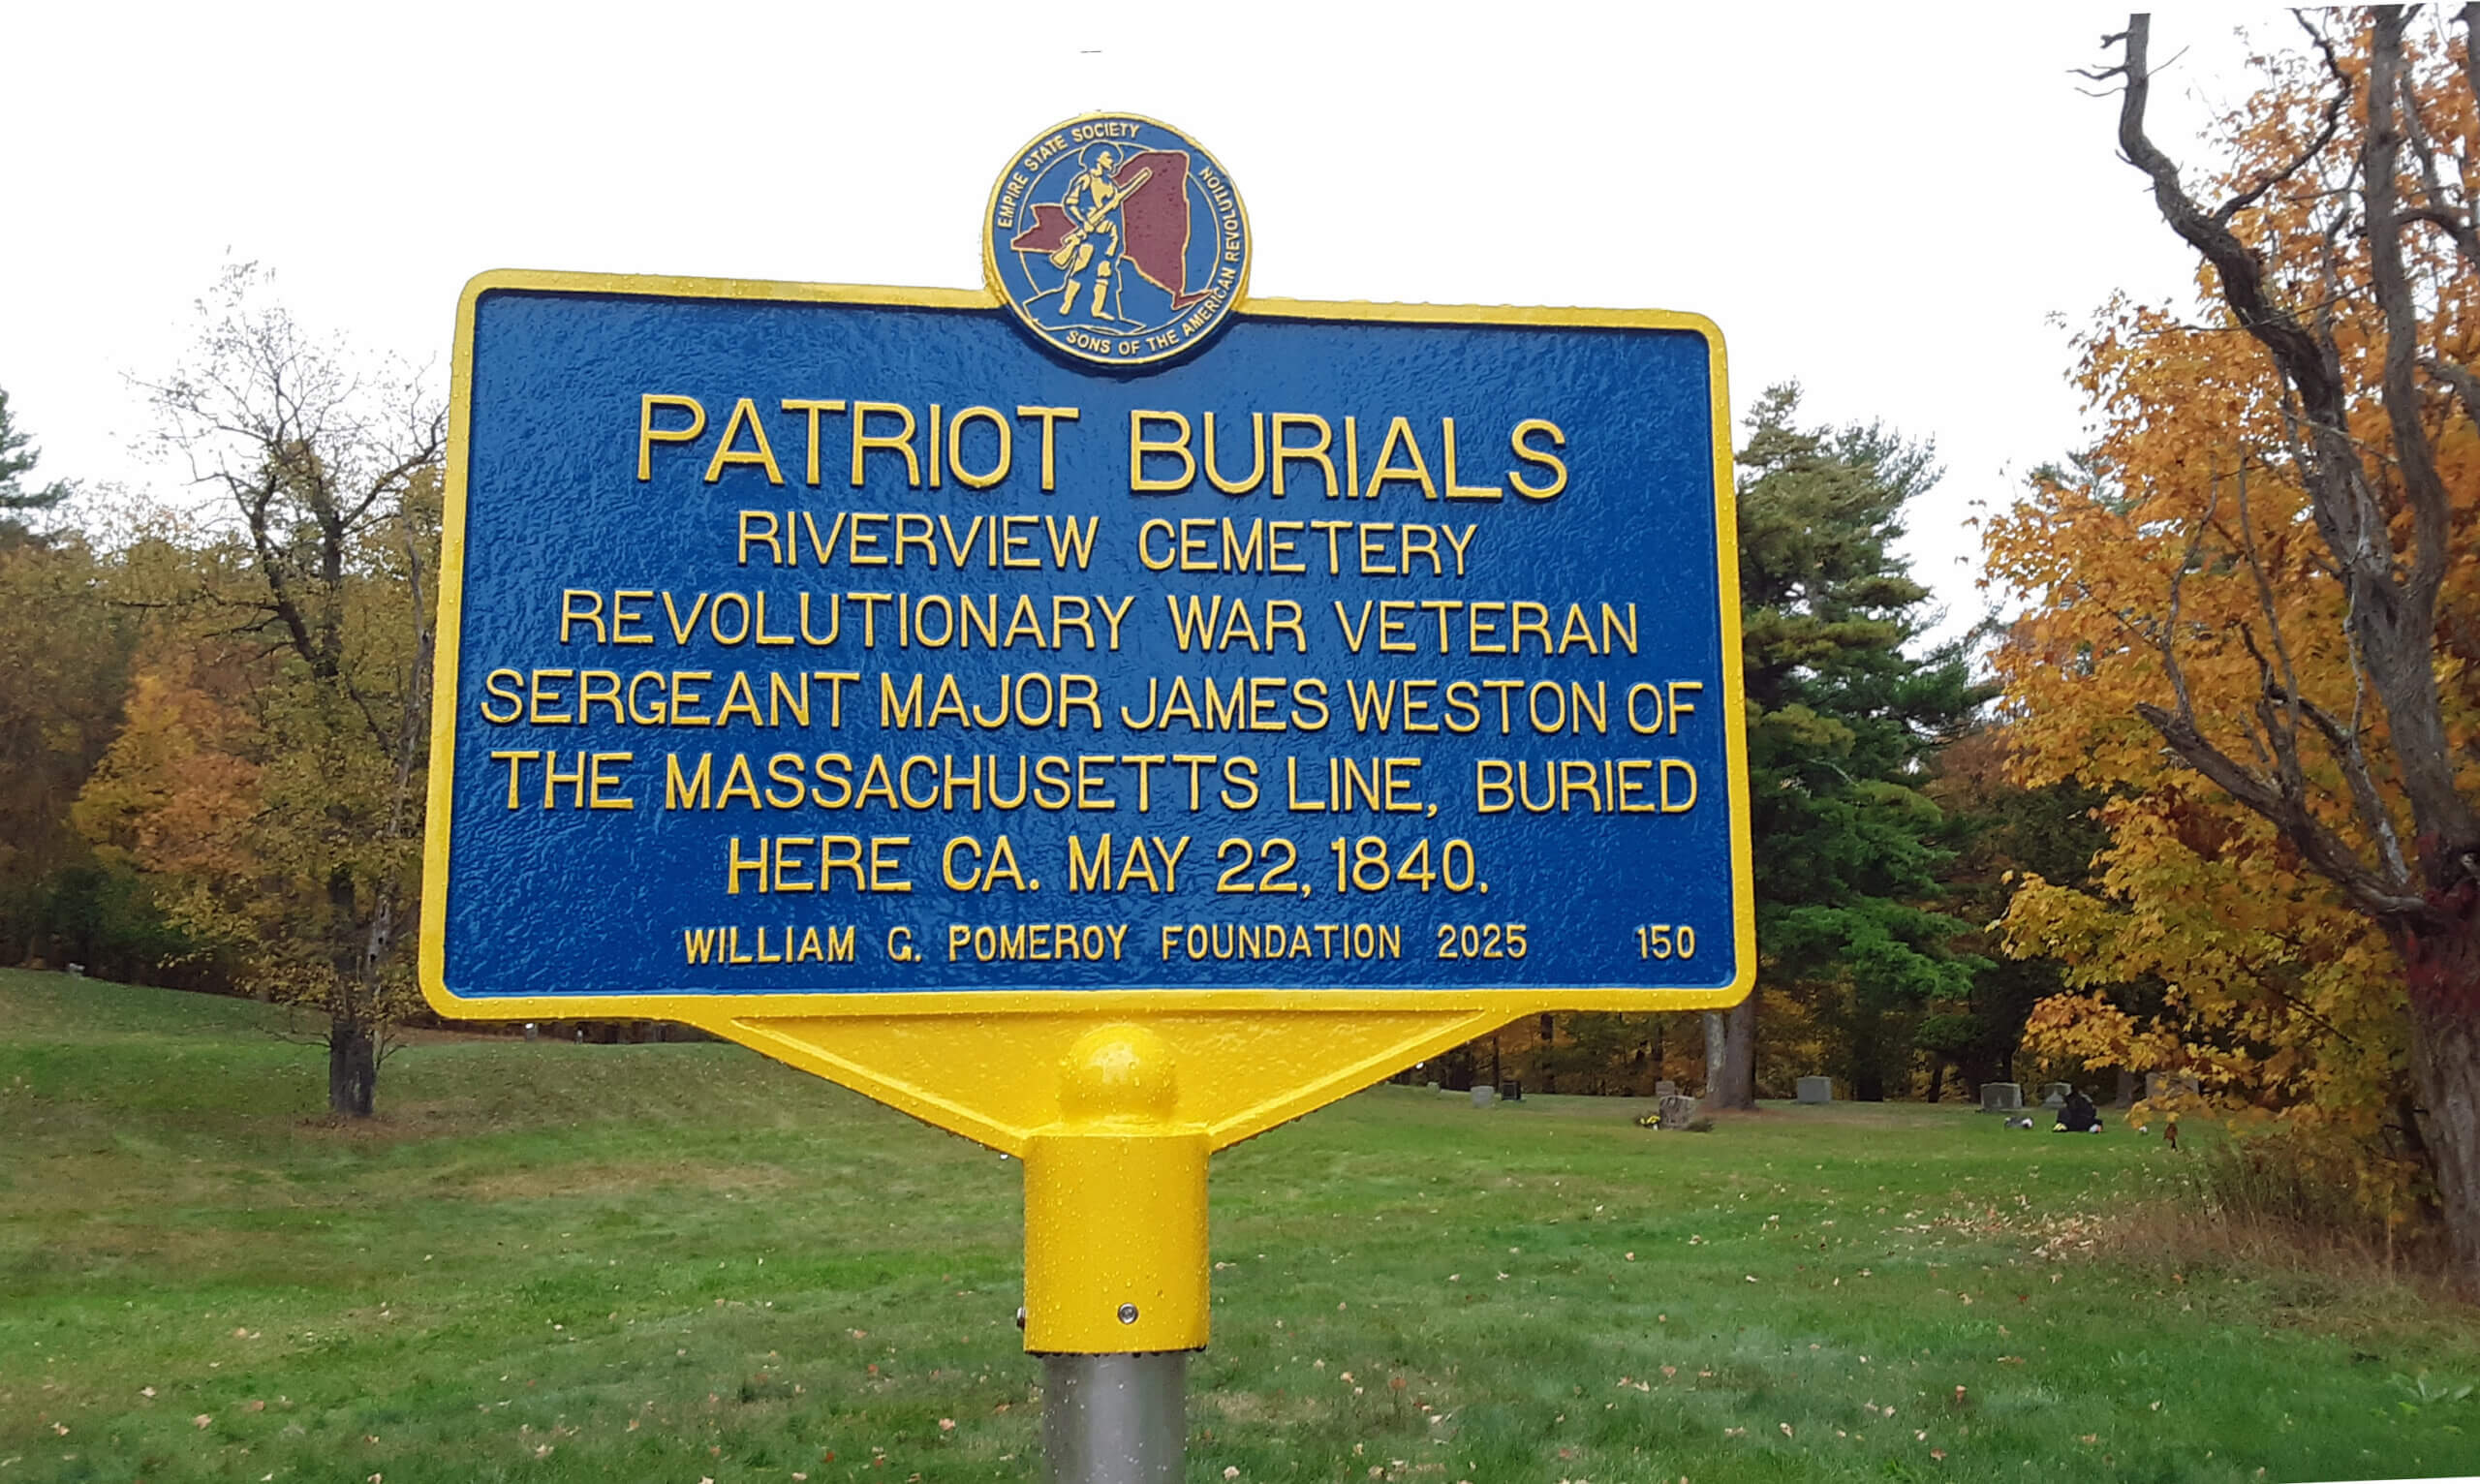 EMPIRE STATE SOCIETY
SONS OF THE AMERICAN REVOLUTION
PATRIOT BURIALS
RIVERVIEW CEMETERY
REVOLUTIONARY WAR VETERAN
SERGEANT MAJOR JAMES WESTON OF
THE MASSACHUSETTS LINE, BURIED
HERE CA. MAY 22, 1840.
WILLIAM G. POMEROY FOUNDATION 2025 150